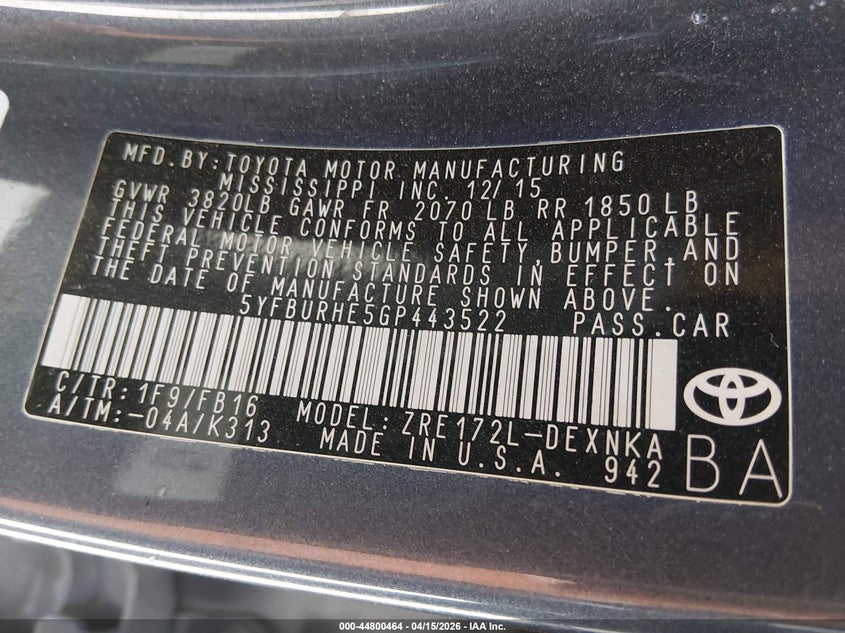 MFD.BY:TOYOTA MOTOR MANUFACTURING
MISSISSIPPI INC 12/15
GVWR 3820LB GAWR FR 2070 LB RR 1850 LB
THIS VEHICLE CONFORMS TO ALL APPLICABLE
FEDERAL MOTOR VEHICLE SAFETY,BUMPER,AND
THEFT PREVENTION STANDARDS IN EFFECT ON
THE DATE OF MANUFACTURE SHOWN ABOVE.
5YFBURHE5GP443522 PASS.CAR
C/TR: 1F9/FB16 MODEL: ZRE172L-DEXNKA
A/TM:-04A/K313 MADE IN U.S.A. 942
BA
000-44800464 - 04/15/2026 - IAA Inc.